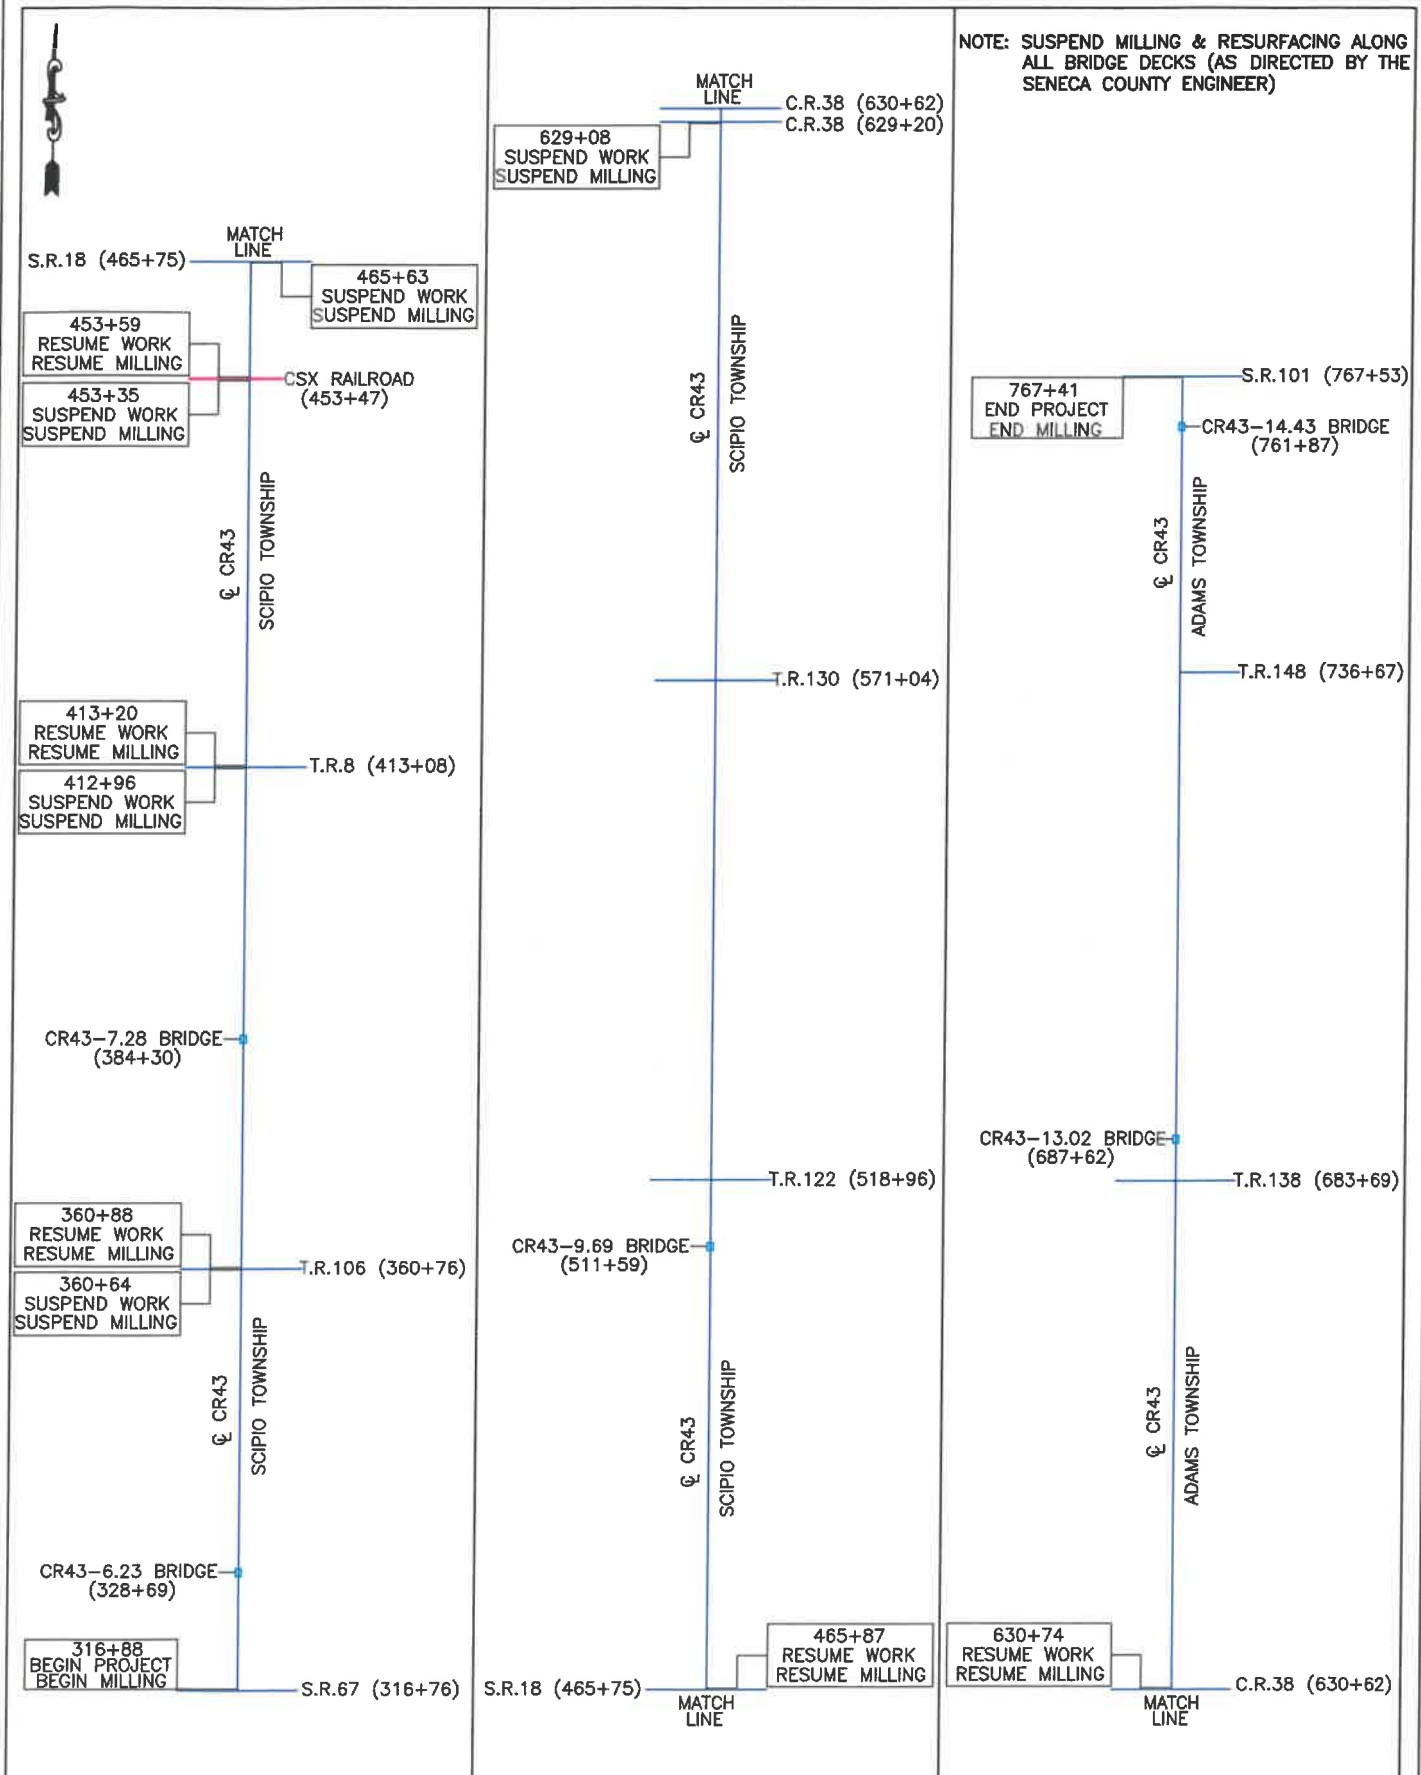 MATCH
LINE
S.R.18 (465+75)
465+63
SUSPEND WORK
SUSPEND MILLING
453+59
RESUME WORK
RESUME MILLING
CSX RAILROAD
(453+47)
453+35
SUSPEND WORK
SUSPEND MILLING
℄ CR43
SCIPIO TOWNSHIP
413+20
RESUME WORK
RESUME MILLING
T.R.8 (413+08)
412+96
SUSPEND WORK
SUSPEND MILLING
CR43-7.28 BRIDGE
(384+30)
360+88
RESUME WORK
RESUME MILLING
T.R.106 (360+76)
360+64
SUSPEND WORK
SUSPEND MILLING
℄ CR43
SCIPIO TOWNSHIP
CR43-6.23 BRIDGE
(328+69)
316+88
BEGIN PROJECT
BEGIN MILLING
S.R.67 (316+76)
MATCH
LINE
C.R.38 (630+62)
C.R.38 (629+20)
629+08
SUSPEND WORK
SUSPEND MILLING
℄ CR43
SCIPIO TOWNSHIP
T.R.130 (571+04)
T.R.122 (518+96)
CR43-9.69 BRIDGE
(511+59)
℄ CR43
SCIPIO TOWNSHIP
465+87
RESUME WORK
RESUME MILLING
S.R.18 (465+75)
MATCH
LINE
NOTE: SUSPEND MILLING & RESURFACING ALONG
ALL BRIDGE DECKS (AS DIRECTED BY THE
SENECA COUNTY ENGINEER)
S.R.101 (767+53)
767+41
END PROJECT
END MILLING
CR43-14.43 BRIDGE
(761+87)
℄ CR43
ADAMS TOWNSHIP
T.R.148 (736+67)
CR43-13.02 BRIDGE
(687+62)
T.R.138 (683+69)
℄ CR43
ADAMS TOWNSHIP
630+74
RESUME WORK
RESUME MILLING
C.R.38 (630+62)
MATCH
LINE